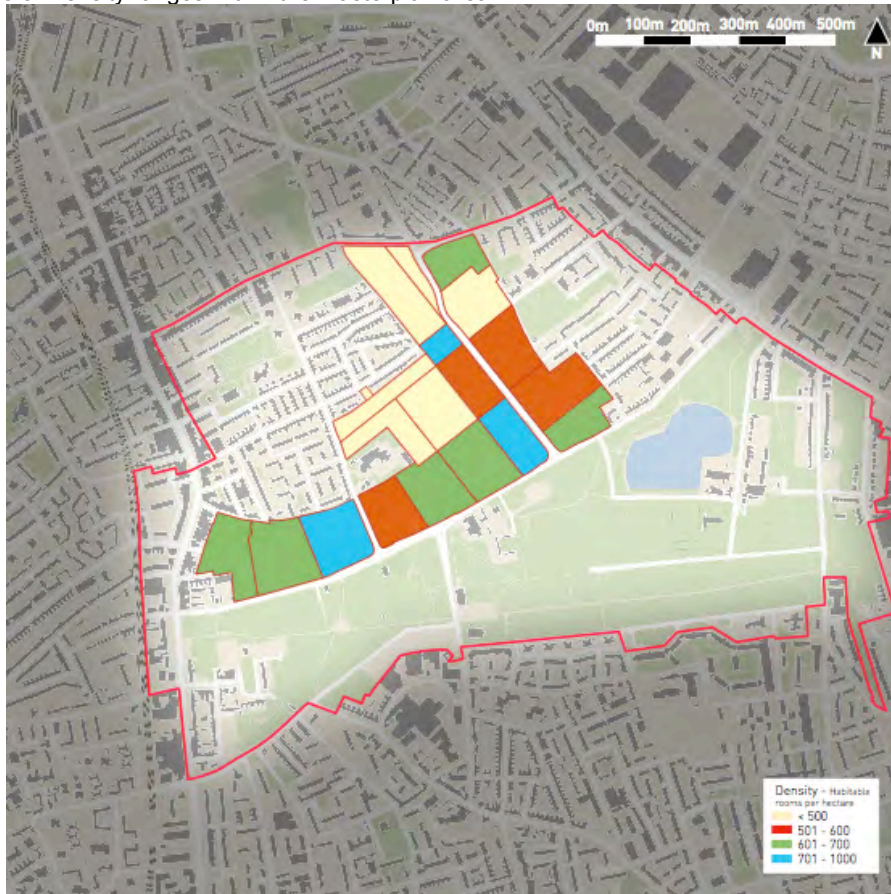 0m 100m 200m 300m 400m 500m
N
Density - Habitable
rooms per hectare
< 500
501 - 600
601 - 700
701 - 1000